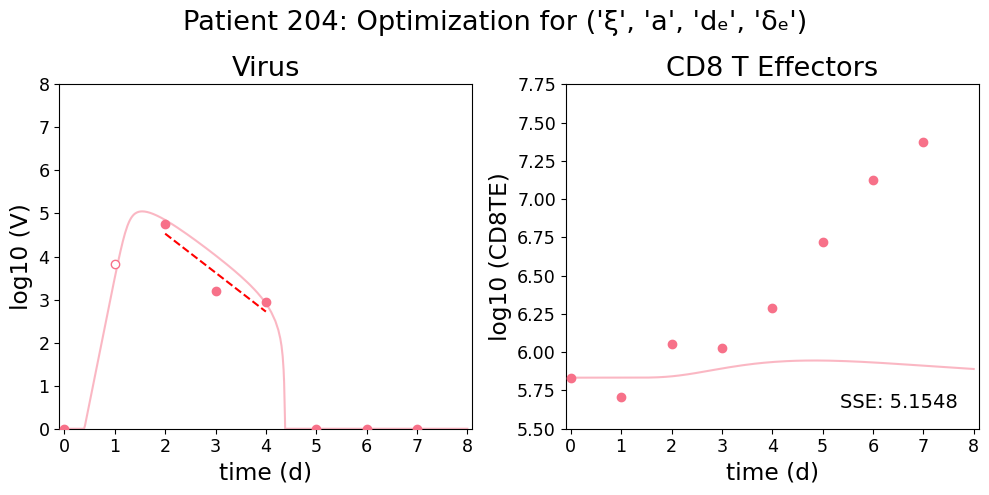 Patient 204: Optimization for ('ξ', 'a', 'dₑ', 'δₑ')
Virus
log10 (V)
8
7
6
5
4
3
2
1
0
0 1 2 3 4 5 6 7 8
time (d)
CD8 T Effectors
log10 (CD8TE)
7.75
7.50
7.25
7.00
6.75
6.50
6.25
6.00
5.75
5.50
SSE: 5.1548
0 1 2 3 4 5 6 7 8
time (d)